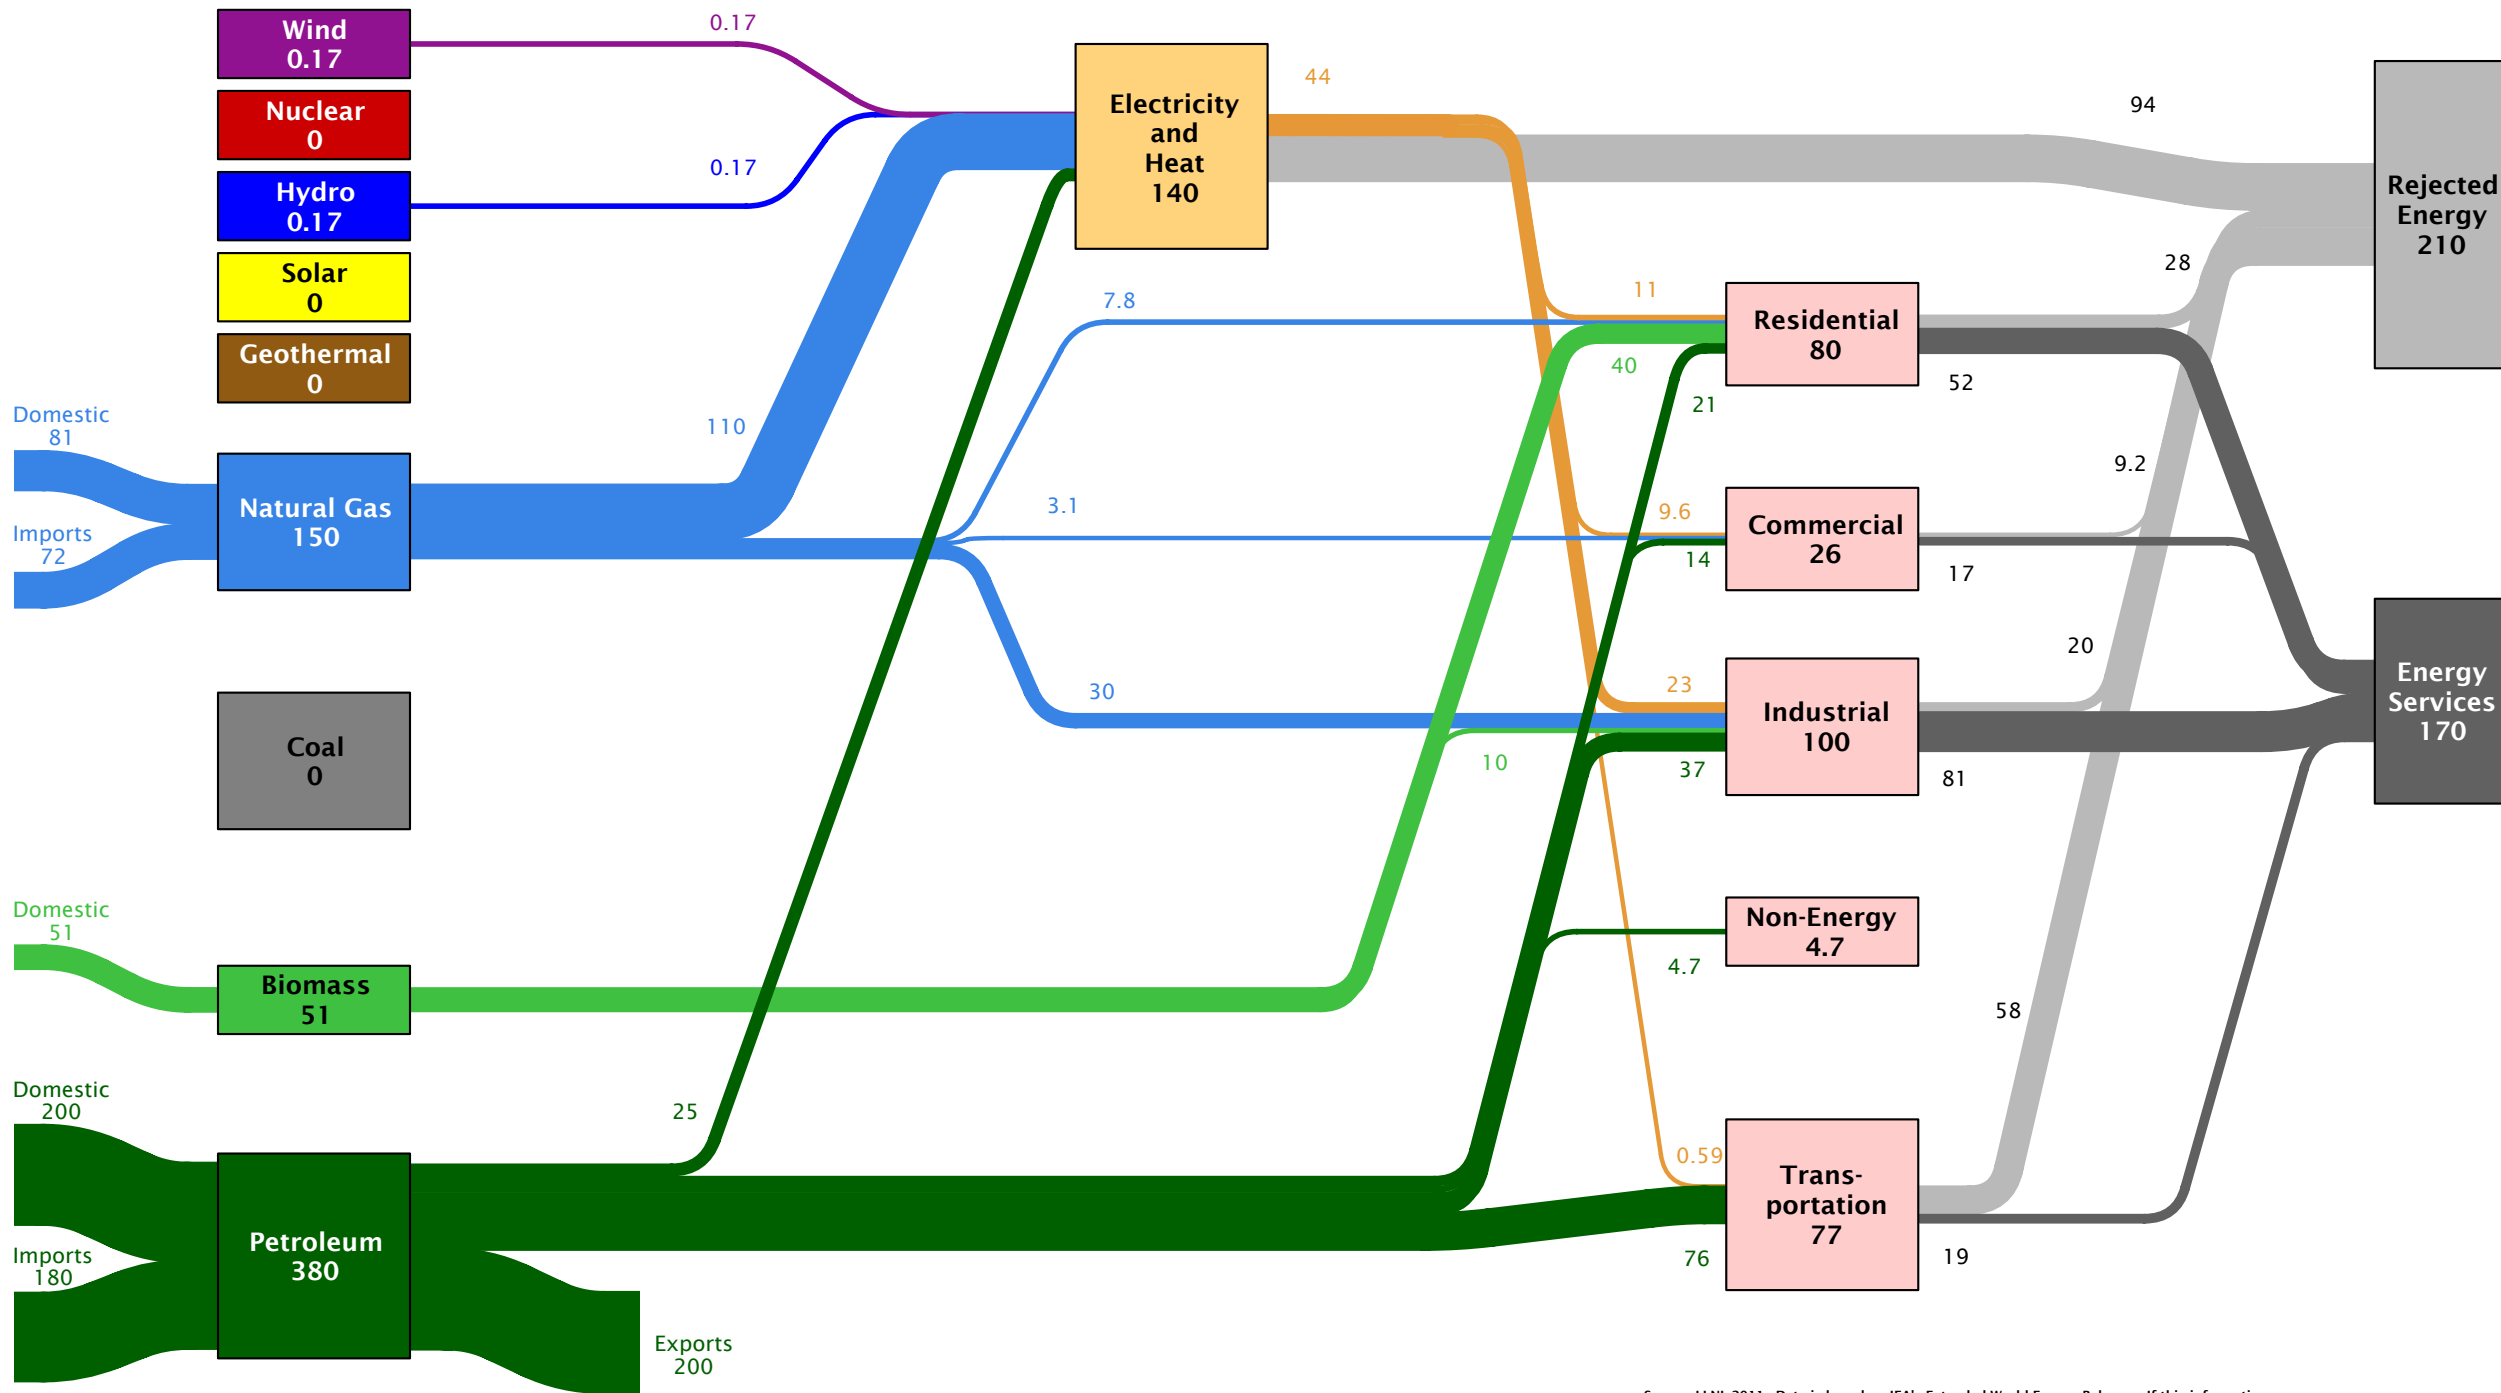 Wind
0.17
Nuclear
0
Hydro
0.17
Solar
0
Geothermal
0
Domestic
81
Imports
72
Natural Gas
150
Coal
0
Domestic
51
Biomass
51
Domestic
200
Imports
180
Petroleum
380
Exports
200
0.17
0.17
110
25
7.8
3.1
30
Electricity
and
Heat
140
44
11
40
21
9.6
14
23
10
37
4.7
0.59
76
Residential
80
Commercial
26
Industrial
100
Non-Energy
4.7
Trans-
portation
77
94
28
52
9.2
17
20
81
58
19
Rejected
Energy
210
Energy
Services
170